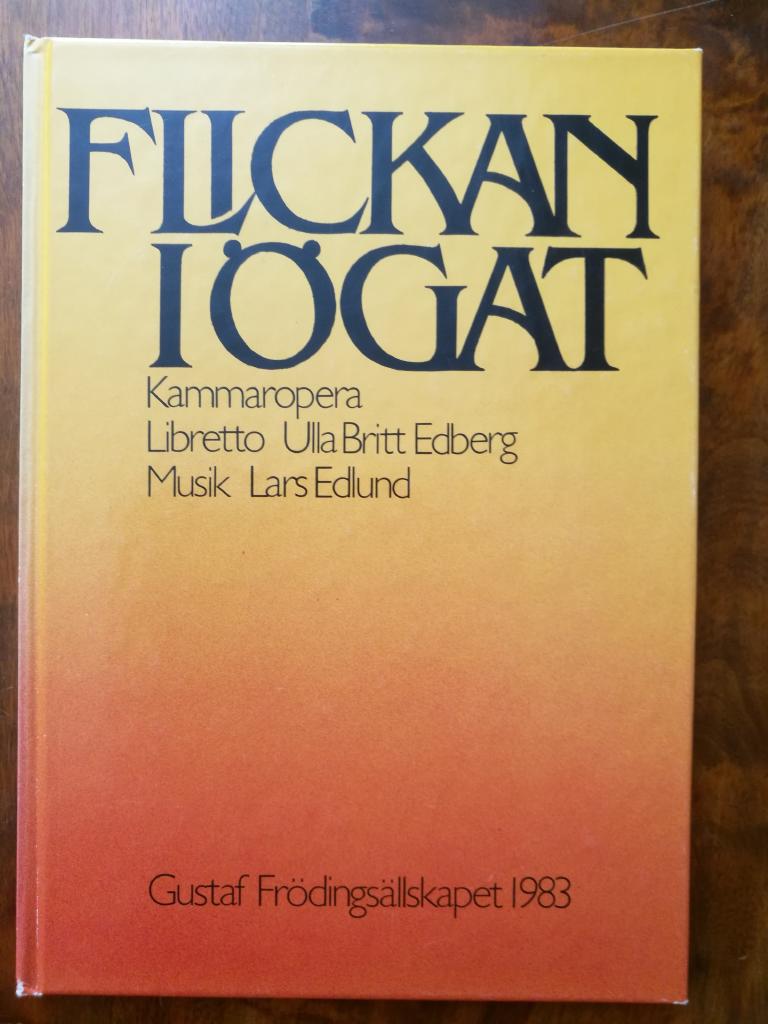 FLICKAN
I ÖGAT
Kammaropera
Libretto Ulla Britt Edberg
Musik Lars Edlund
Gustaf Frödingsällskapet 1983